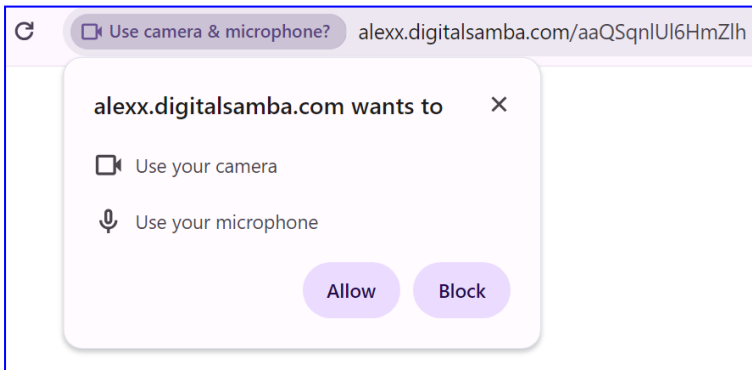 Use camera & microphone? alexx.digitalsamba.com/aaQSqnlUl6HmZlh
alexx.digitalsamba.com wants to
Use your camera
Use your microphone
Allow Block